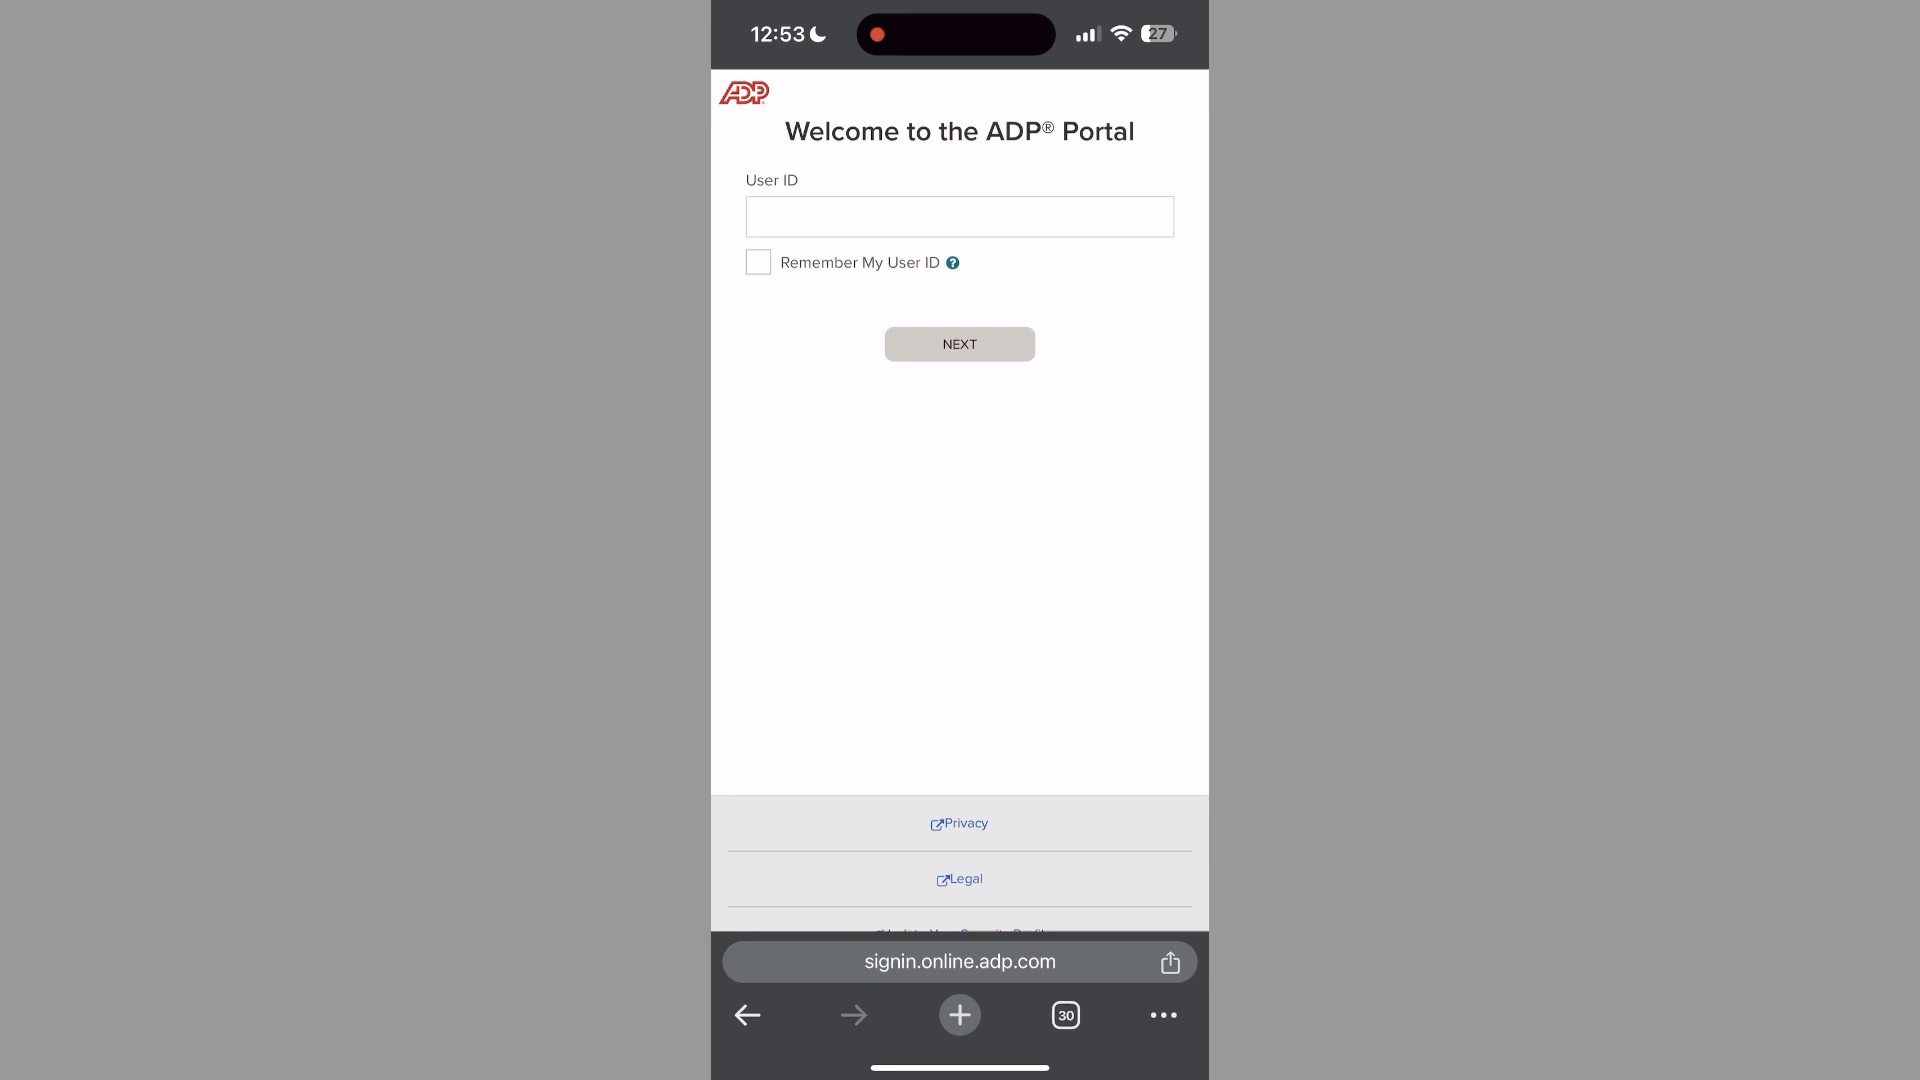 12:53
27
ADP
Welcome to the ADP® Portal
User ID
Remember My User ID ?
NEXT
Privacy
Legal
signin.online.adp.com
30